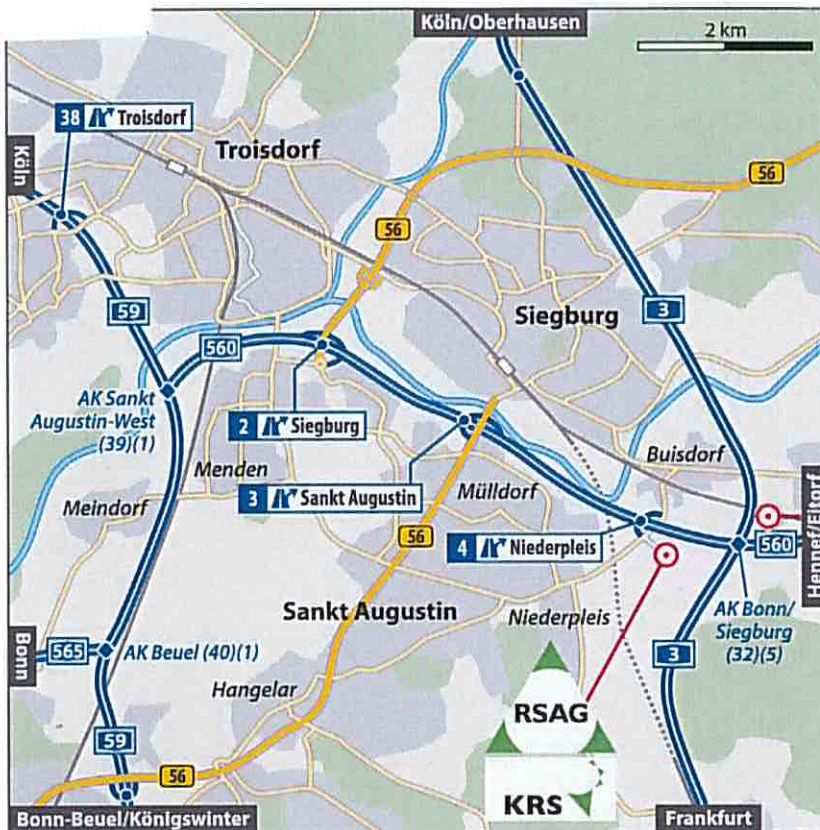 Köln/Oberhausen
2 km
38 Troisdorf
Köln
Troisdorf
56
56
59
Siegburg
3
560
AK Sankt
Augustin-West
(39)(1)
2 Siegburg
Menden
Buisdorf
3 Sankt Augustin
Mülldorf
Meindorf
Hennef/Eitorf
56
4 Niederpleis
560
Sankt Augustin
Niederpleis
AK Bonn/
Siegburg
(32)(5)
Bonn
565
AK Beuel (40)(1)
3
Hangelar
RSAG
59
56
KRS
Bonn-Beuel/Königswinter
Frankfurt